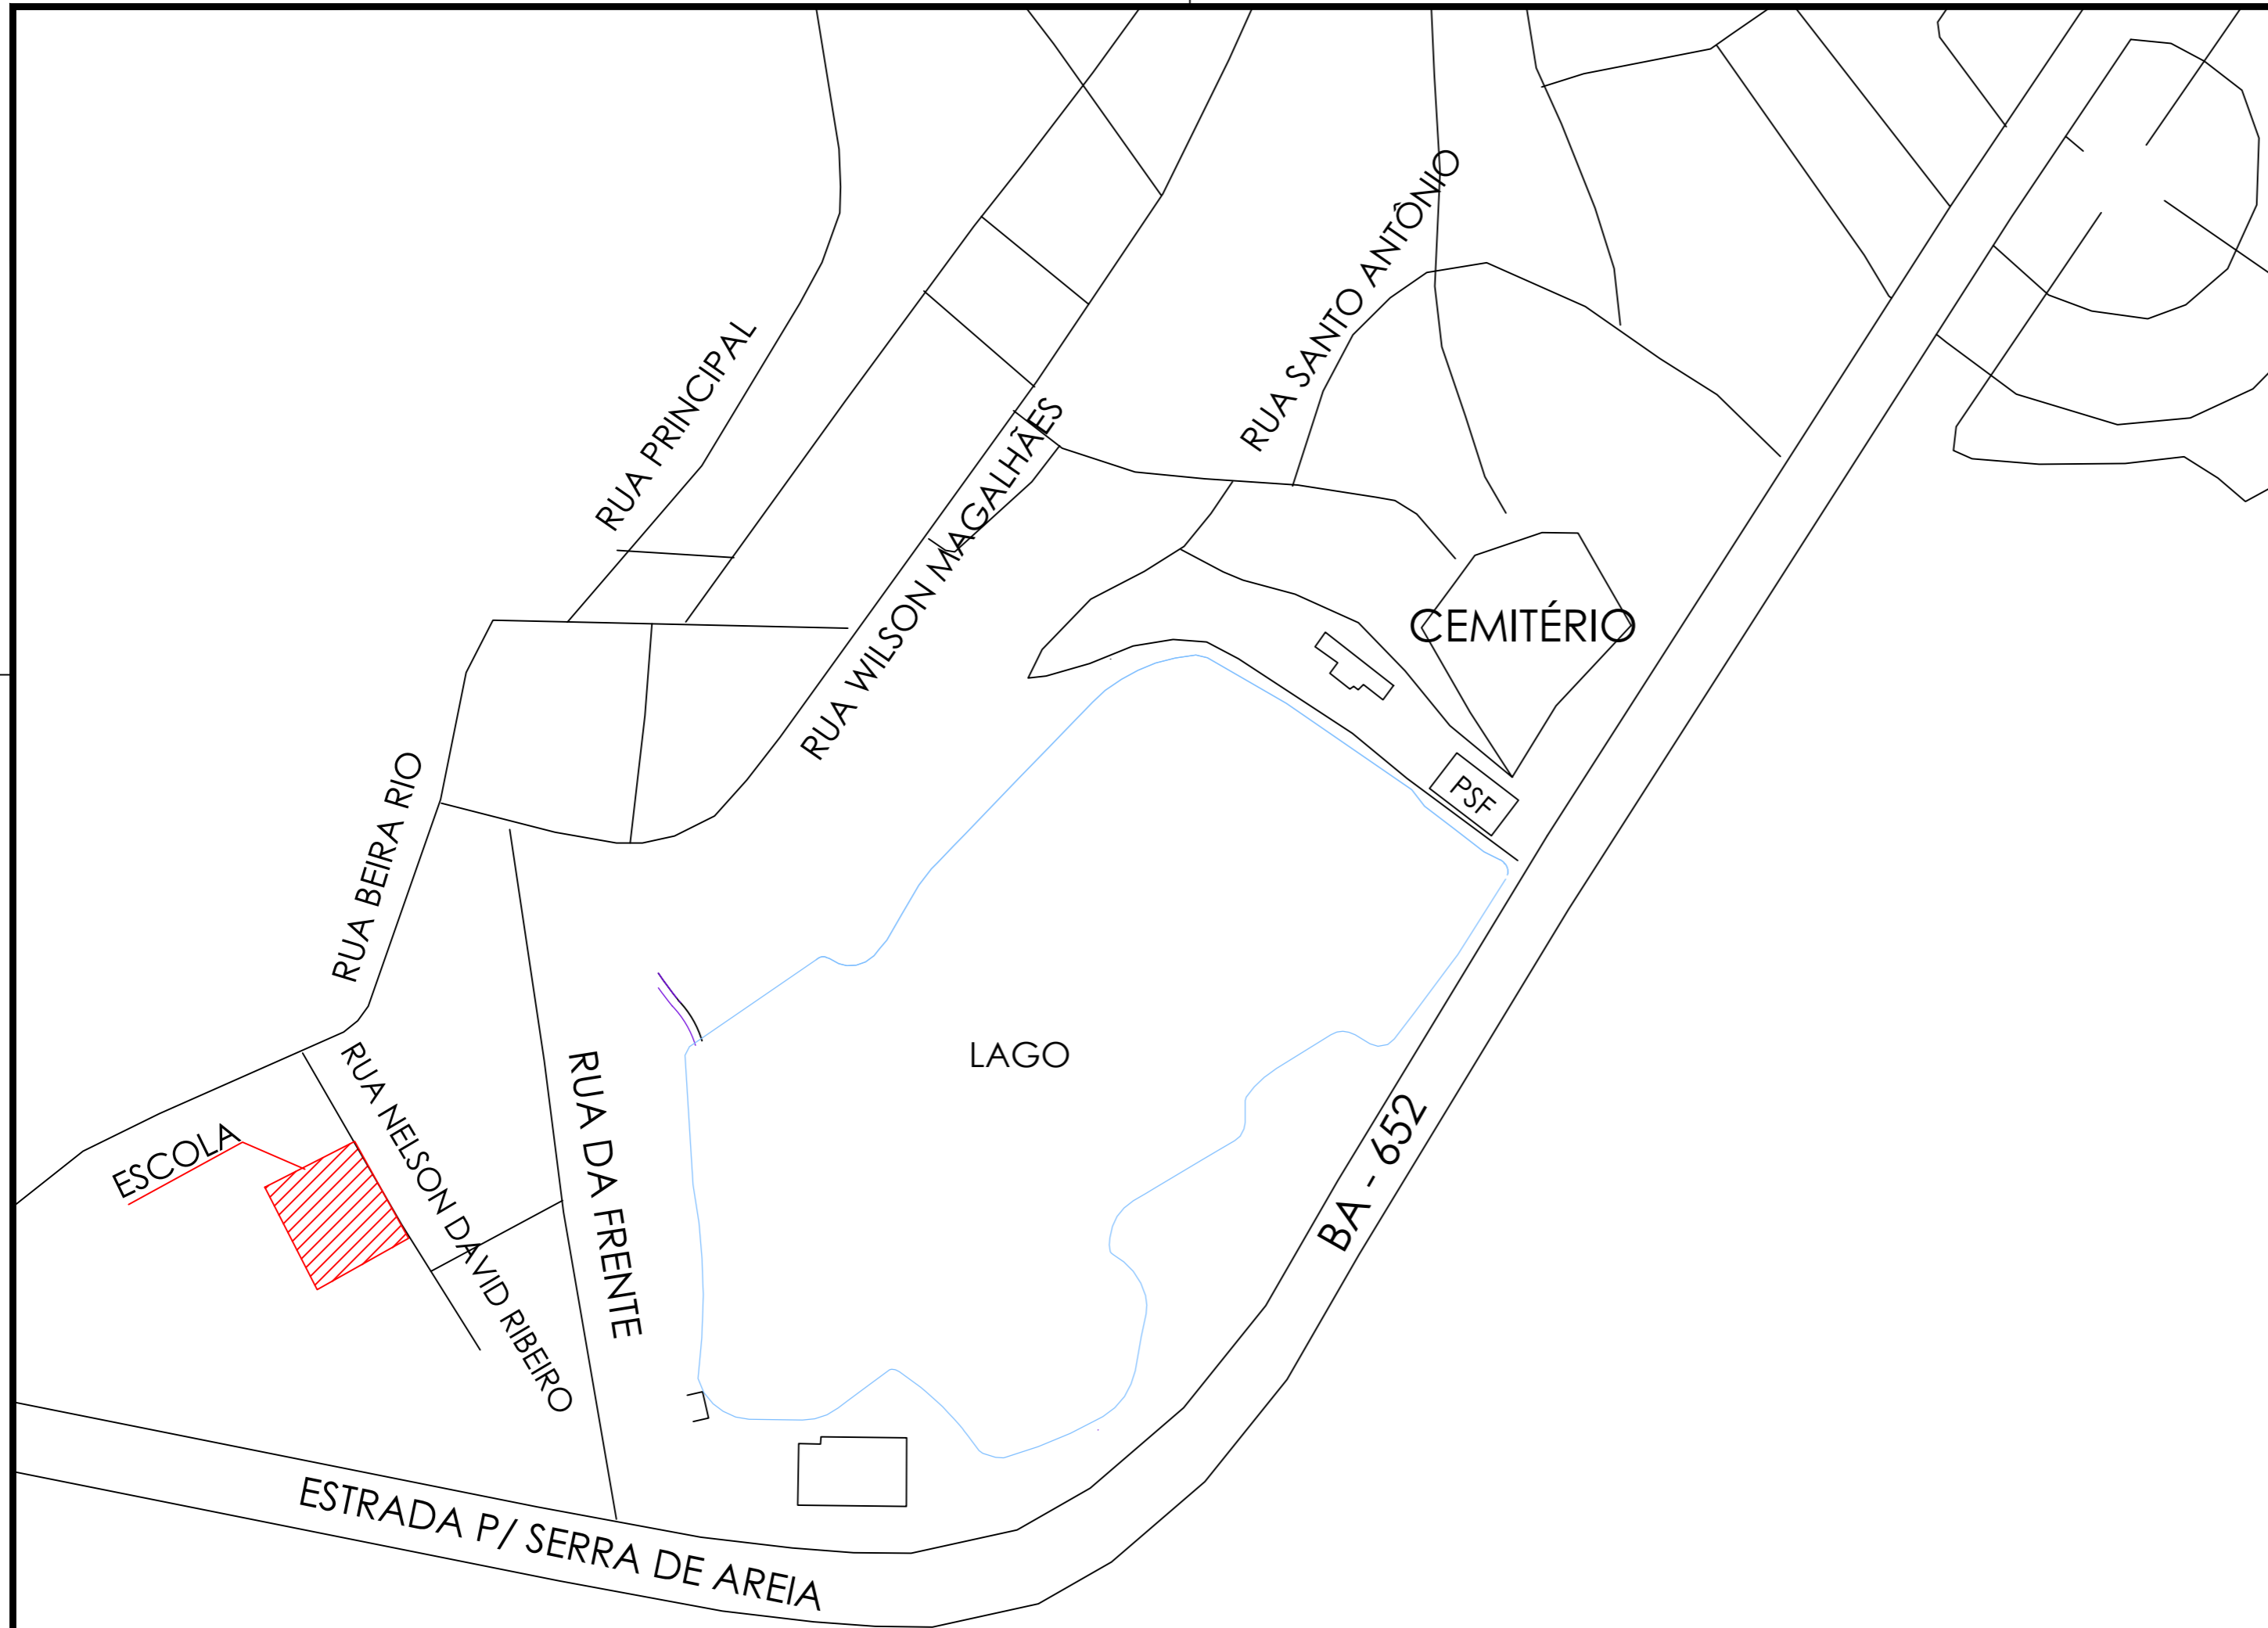 RUA SANTO ANTÔNIO
RUA PRINCIPAL
RUA WILSON MAGALHÃES
CEMITÉRIO
PSF
RUA BEIRA RIO
LAGO
RUA NELSON DAVID RIBEIRO
RUA DA FRENTE
ESCOLA
BA - 652
ESTRADA P/ SERRA DE AREIA